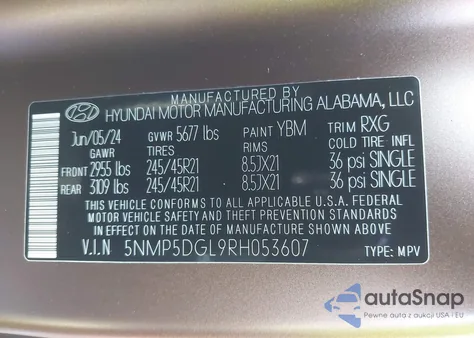 MANUFACTURED BY
HYUNDAI MOTOR MANUFACTURING ALABAMA, LLC
Jun/05/24 GVWR 5677 lbs PAINT YBM TRIM RXG
GAWR TIRES RIMS COLD TIRE INFL
FRONT 2955 lbs 245/45R21 8.5JX21 36 psi SINGLE
REAR 3109 lbs 245/45R21 8.5JX21 36 psi SINGLE
THIS VEHICLE CONFORMS TO ALL APPLICABLE U.S.A. FEDERAL
MOTOR VEHICLE SAFETY AND THEFT PREVENTION STANDARDS
IN EFFECT ON THE DATE OF MANUFACTURE SHOWN ABOVE.
V.I.N 5NMP5DGL9RH053607 TYPE: MPV
autoSnap
Pewne auta z aukcji USA i EU